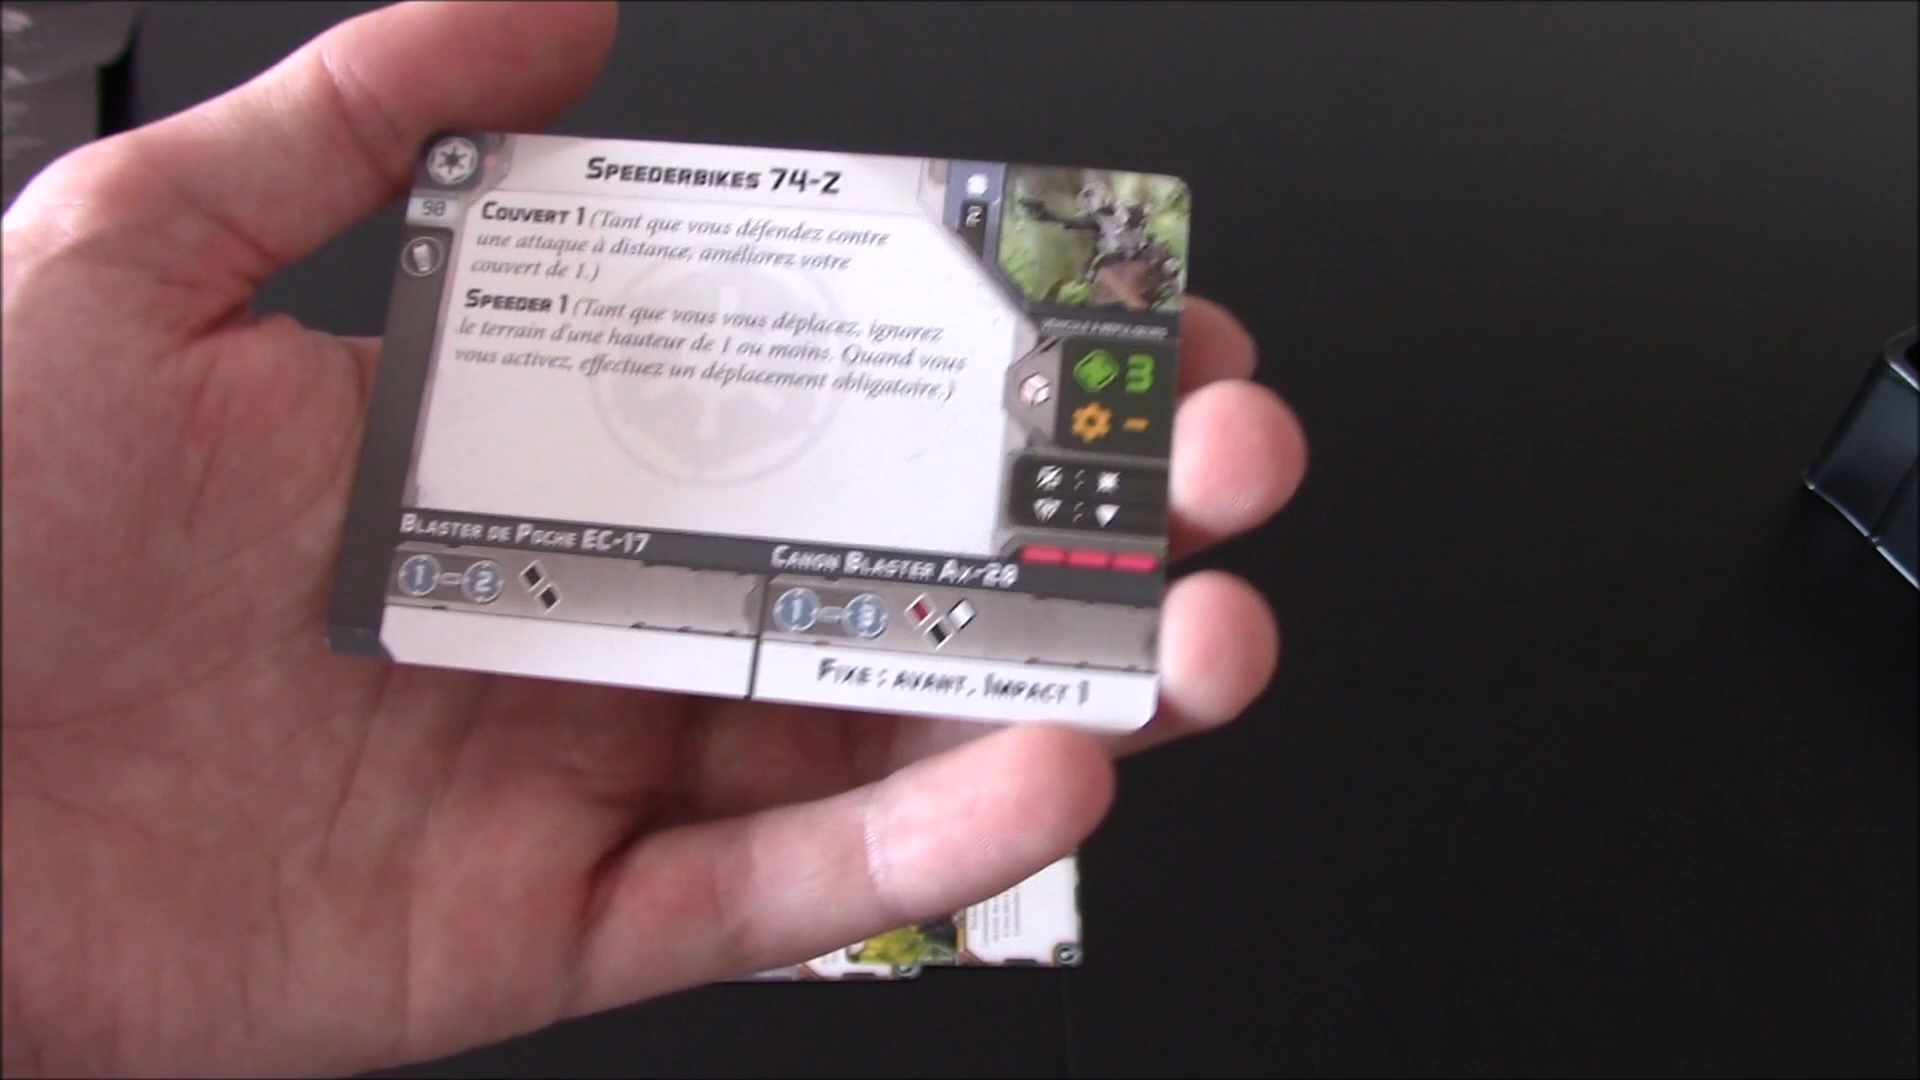 Speederbikes 74-Z
90
2
Couvert 1 (Tant que vous défendez contre
une attaque à distance, améliorez votre
couvert de 1.)
Speeder 1 (Tant que vous vous déplacez, ignorez
le terrain d'une hauteur de 1 ou moins. Quand vous
vous activez, effectuez un déplacement obligatoire.)
3
-
: 
: 
Blaster de Poche EC-17
1-2
Canon Blaster Ax-20
1-3
Fixe : avant, Impact 1